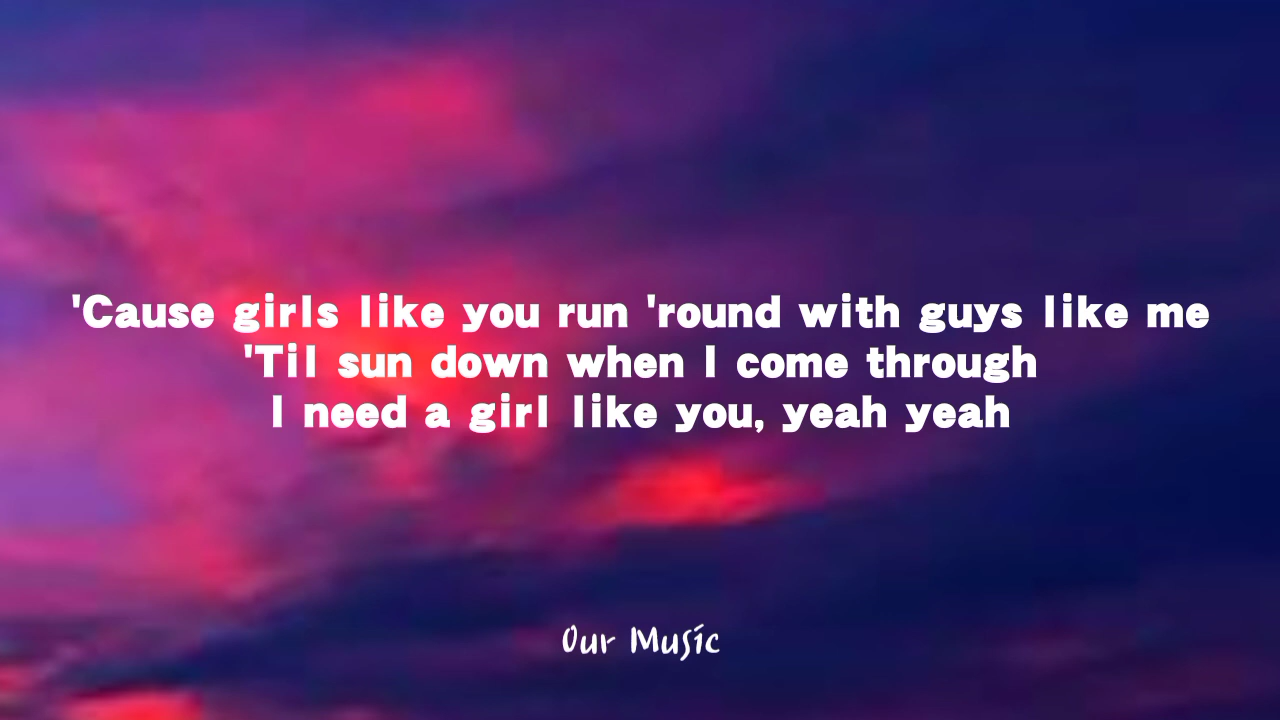 'Cause girls like you run 'round with guys like me
'Til sun down when I come through
I need a girl like you, yeah yeah
Our Music